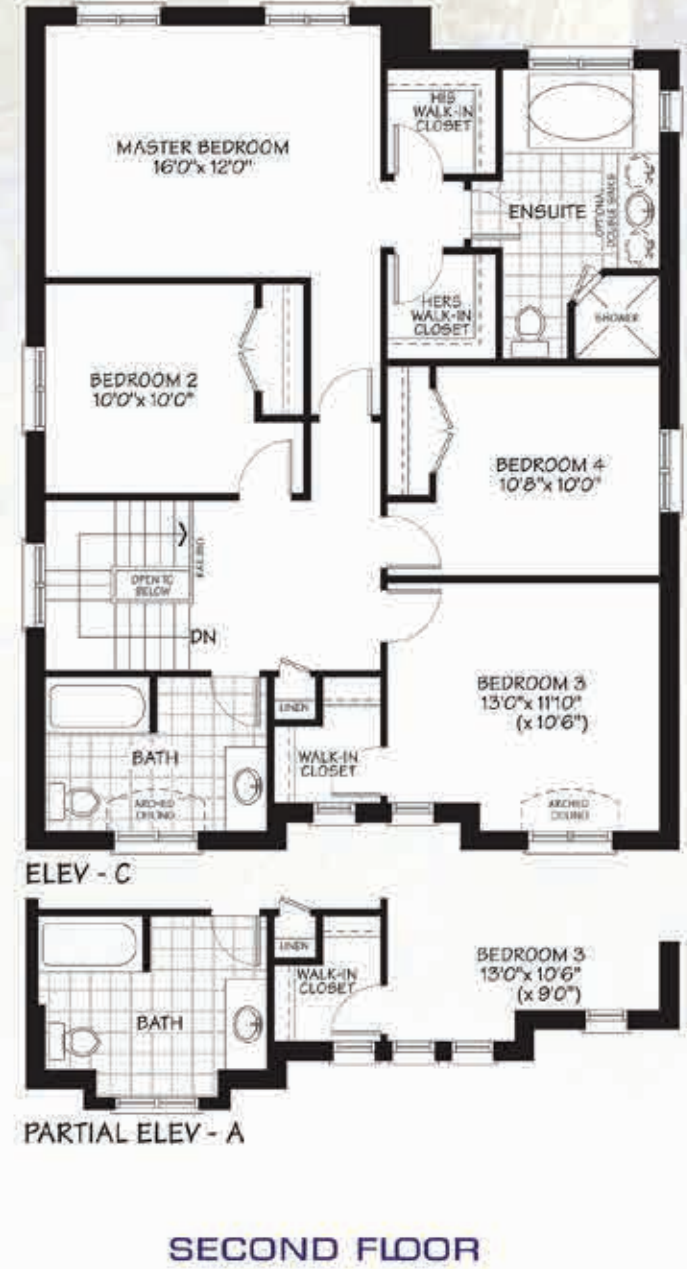 MASTER BEDROOM
16'0"x 12'0"
HIS
WALK-IN
CLOSET
ENSUITE
OPTIONAL
DOUBLE SINKS
HERS
WALK-IN
CLOSET
SHOWER
BEDROOM 2
10'0"x 10'0"
BEDROOM 4
10'8"x 10'0"
RAILING
OPEN TO
BELOW
DN
LINEN
BEDROOM 3
13'0"x 11'10"
(x 10'6")
BATH
WALK-IN
CLOSET
ARCHED
CEILING
ARCHED
CEILING
ELEV - C
LINEN
WALK-IN
CLOSET
BEDROOM 3
13'0"x 10'6"
(x 9'0")
BATH
PARTIAL ELEV - A
SECOND FLOOR